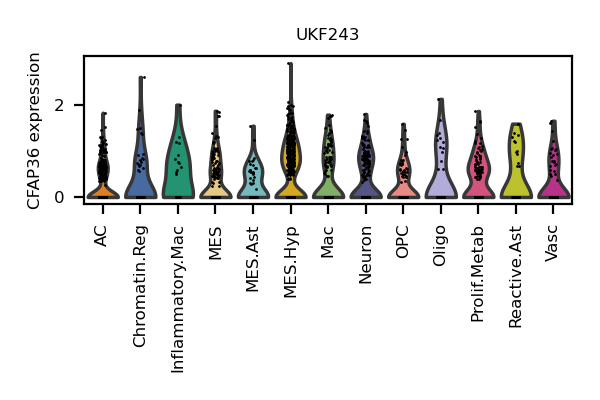 UKF243
CFAP36 expression
2
0
AC
Chromatin.Reg
Inflammatory.Mac
MES
MES.Ast
MES.Hyp
Mac
Neuron
OPC
Oligo
Prolif.Metab
Reactive.Ast
Vasc